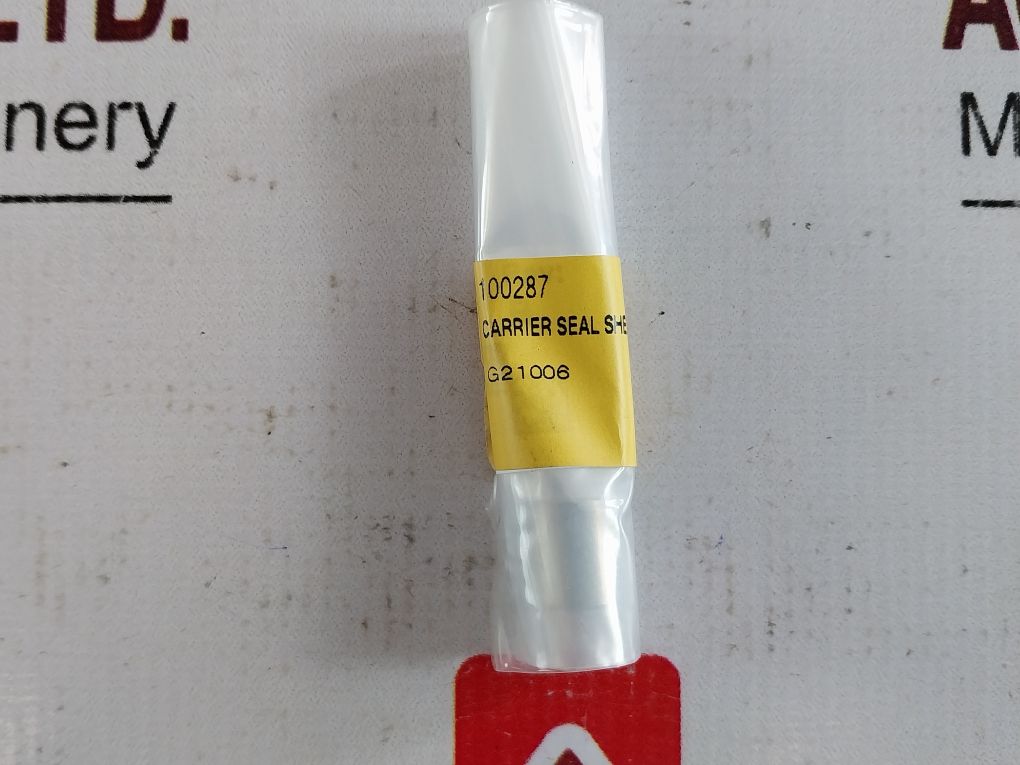 LTD.
nery
A
M
100287
CARRIER SEAL SHE
G21006